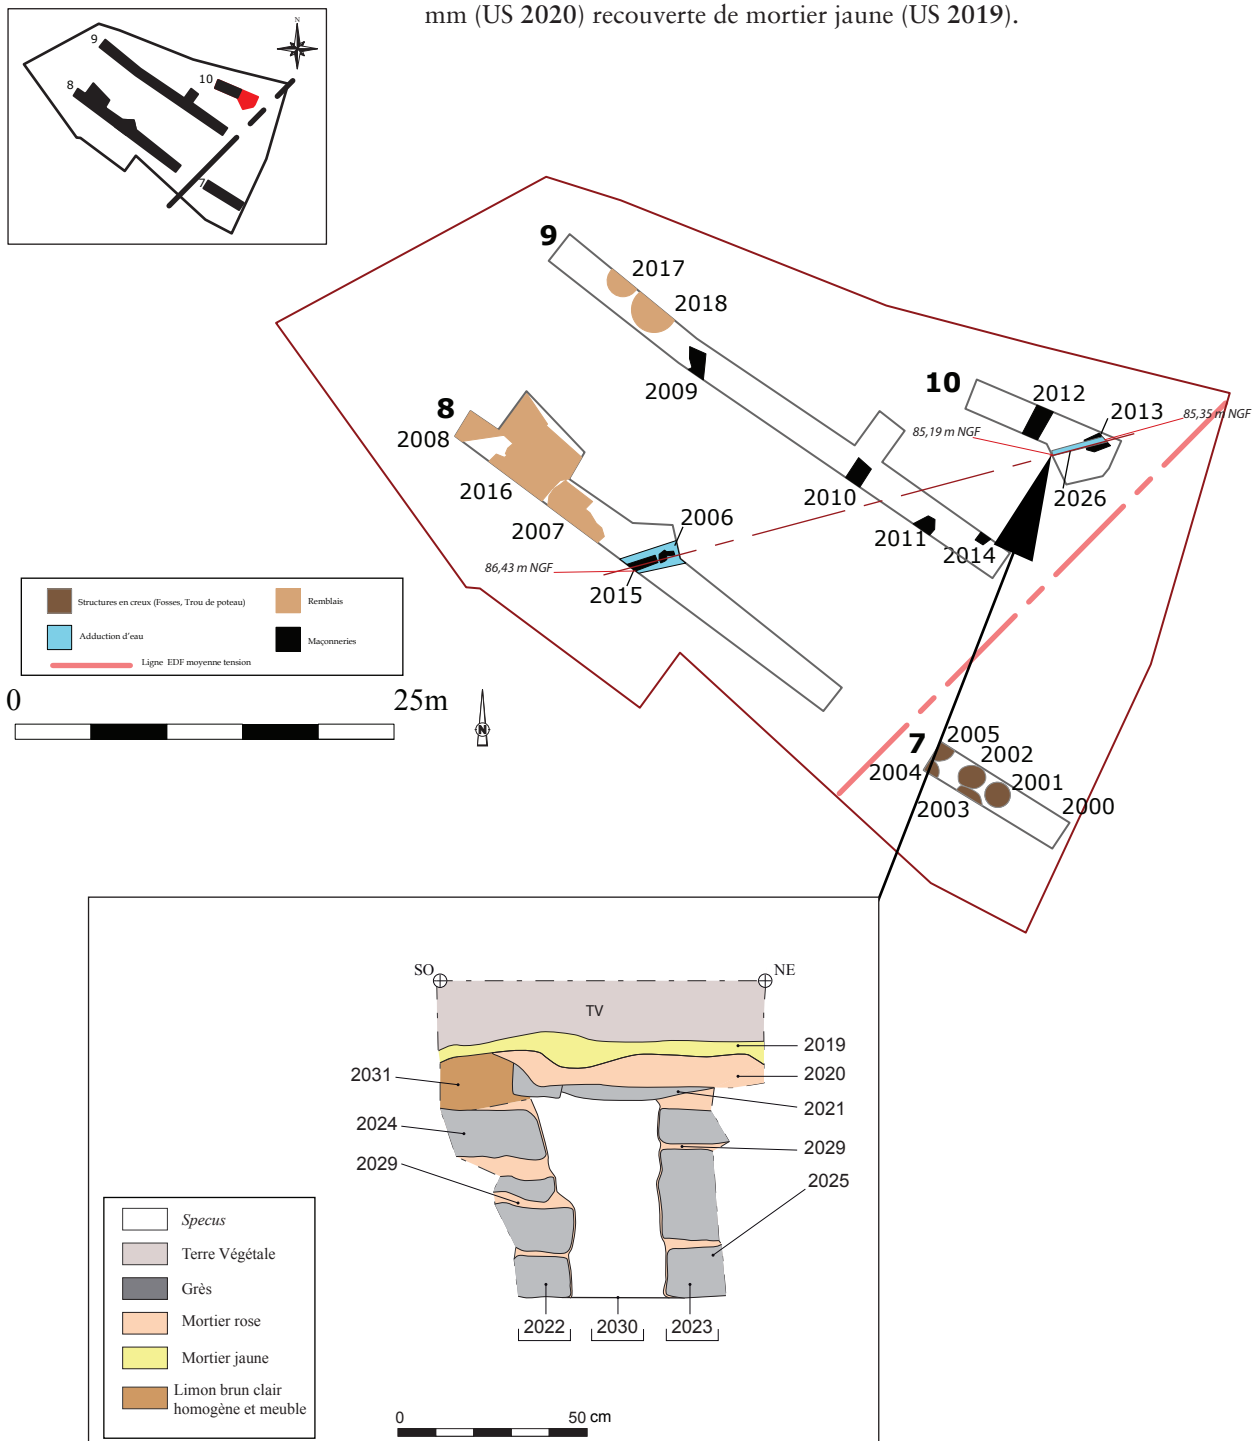 mm (US 2020) recouverte de mortier jaune (US 2019).
N
9
8
10
7
9
2017
2018
2009
10
2012
2013
85,35 m NGF
85,19 m NGF
8
2008
2016
2007
2006
2010
2011
2014
2026
86,43 m NGF
2015
Structures en creux (Fosses, Trou de poteau)
Remblais
Adduction d'eau
Maçonneries
Ligne EDF moyenne tension
0
25m
N
7
2005
2002
2004
2001
2003
2000
SO
NE
TV
2019
2020
2031
2021
2024
2029
2029
2025
2022
2030
2023
Specus
Terre Végétale
Grès
Mortier rose
Mortier jaune
Limon brun clair
homogène et meuble
0
50 cm